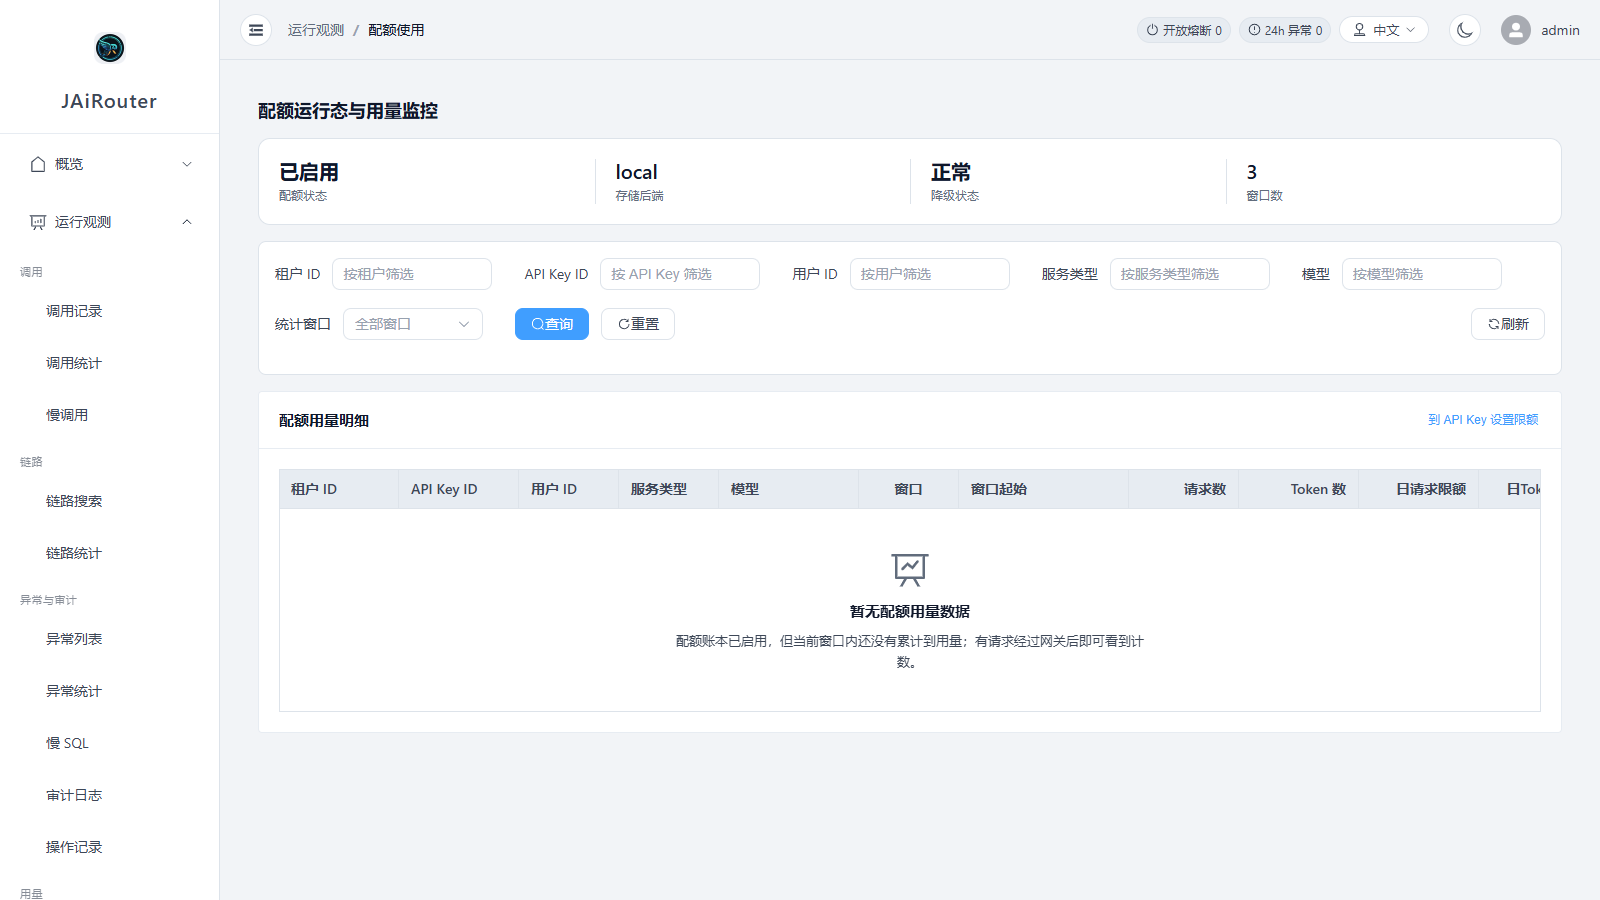 JAiRouter
概览
运行观测
调用
调用记录
调用统计
慢调用
链路
链路搜索
链路统计
异常与审计
异常列表
异常统计
慢 SQL
审计日志
操作记录
用量
运行观测 / 配额使用
开放熔断 0
24h 异常 0
中文
admin
配额运行态与用量监控
已启用
配额状态
local
存储后端
正常
降级状态
3
窗口数
租户 ID 按租户筛选
API Key ID 按 API Key 筛选
用户 ID 按用户筛选
服务类型 按服务类型筛选
模型 按模型筛选
统计窗口 全部窗口
查询
重置
刷新
配额用量明细
到 API Key 设置限额
租户 ID API Key ID 用户 ID 服务类型 模型 窗口 窗口起始 请求数 Token 数 日请求限额 日Tok
暂无配额用量数据
配额账本已启用，但当前窗口内还没有累计到用量；有请求经过网关后即可看到计
数。